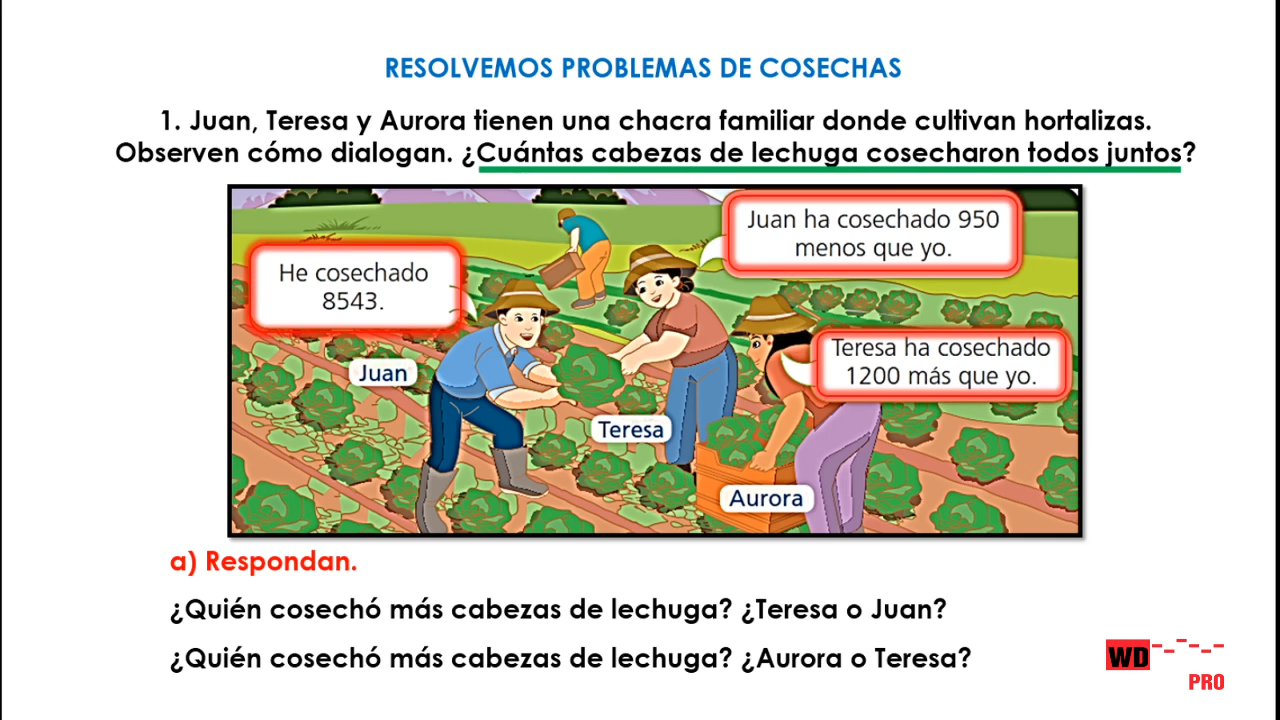 RESOLVEMOS PROBLEMAS DE COSECHAS
1. Juan, Teresa y Aurora tienen una chacra familiar donde cultivan hortalizas.
Observen cómo dialogan. ¿Cuántas cabezas de lechuga cosecharon todos juntos?
He cosechado
8543.
Juan
Juan ha cosechado 950
menos que yo.
Teresa
Teresa ha cosechado
1200 más que yo.
Aurora
a) Respondan.
¿Quién cosechó más cabezas de lechuga? ¿Teresa o Juan?
¿Quién cosechó más cabezas de lechuga? ¿Aurora o Teresa?
WD
PRO